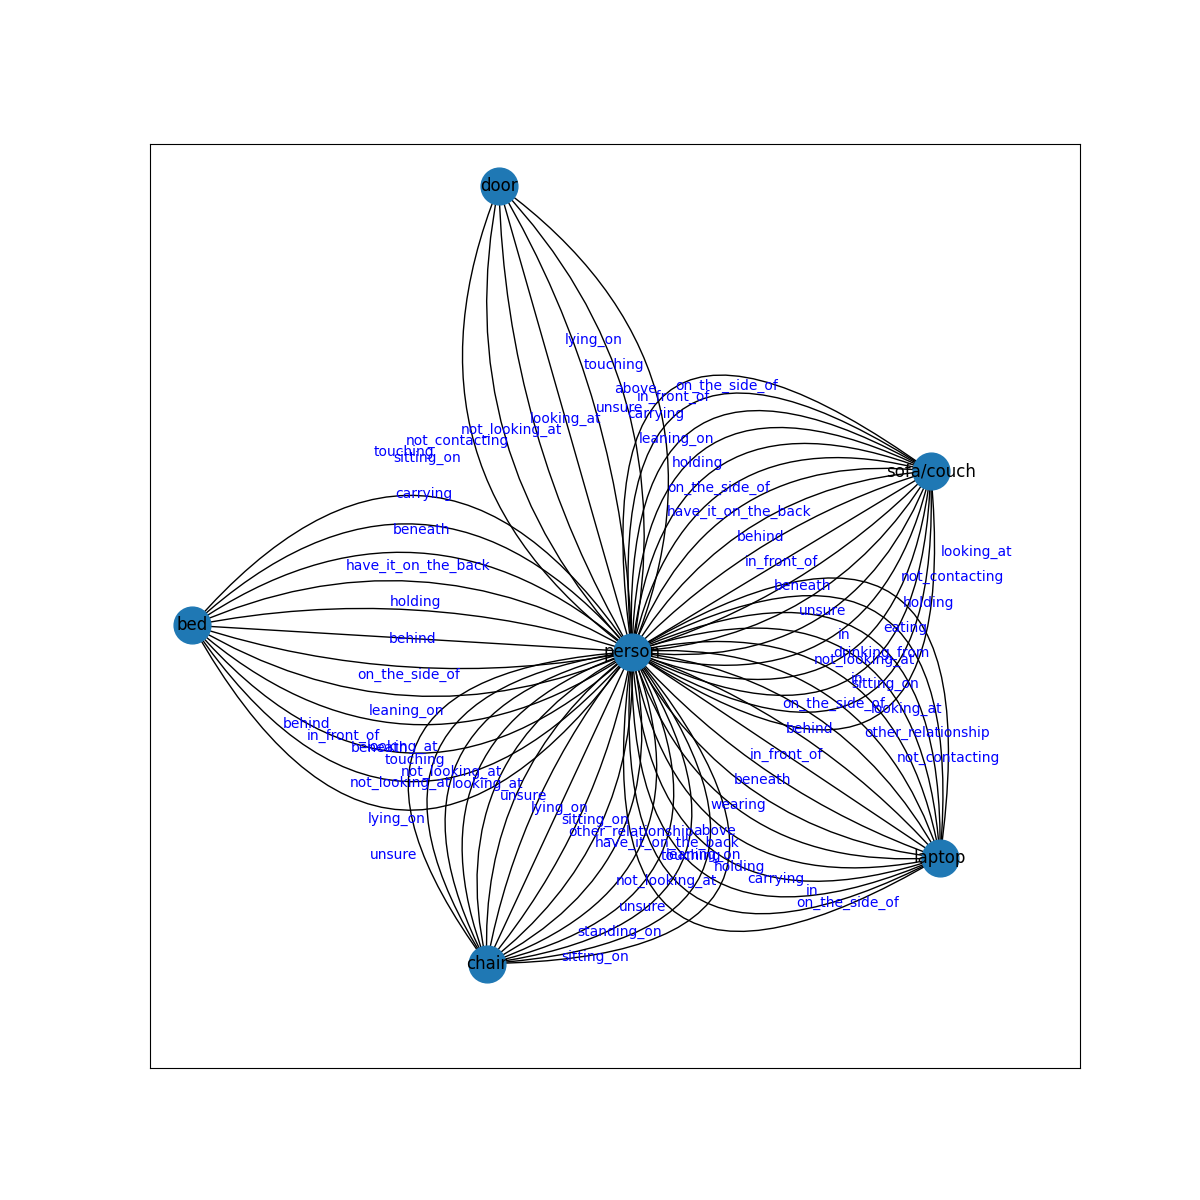 door
lying_on
touching
on_the_side_of
above
in_front_of
unsure
carrying
looking_at
not_looking_at
leaning_on
not_contacting
touching
sitting_on
holding
sofa/couch
on_the_side_of
carrying
have_it_on_the_back
beneath
behind
looking_at
in_front_of
have_it_on_the_back
not_contacting
beneath
holding
holding
unsure
bed
eating
in
behind
person
drinking_from
not_looking_at
on_the_side_of
in
sitting_on
on_the_side_of
leaning_on
looking_at
behind
behind
other_relationship
in_front_of
beneath
looking_at
in_front_of
touching
not_contacting
not_looking_at
beneath
not_looking_at
looking_at
unsure
wearing
lying_on
lying_on
sitting_on
other_relationship
above
have_it_on_the_back
unsure
touching
leaning_on
laptop
holding
not_looking_at
carrying
in
on_the_side_of
unsure
standing_on
sitting_on
chair